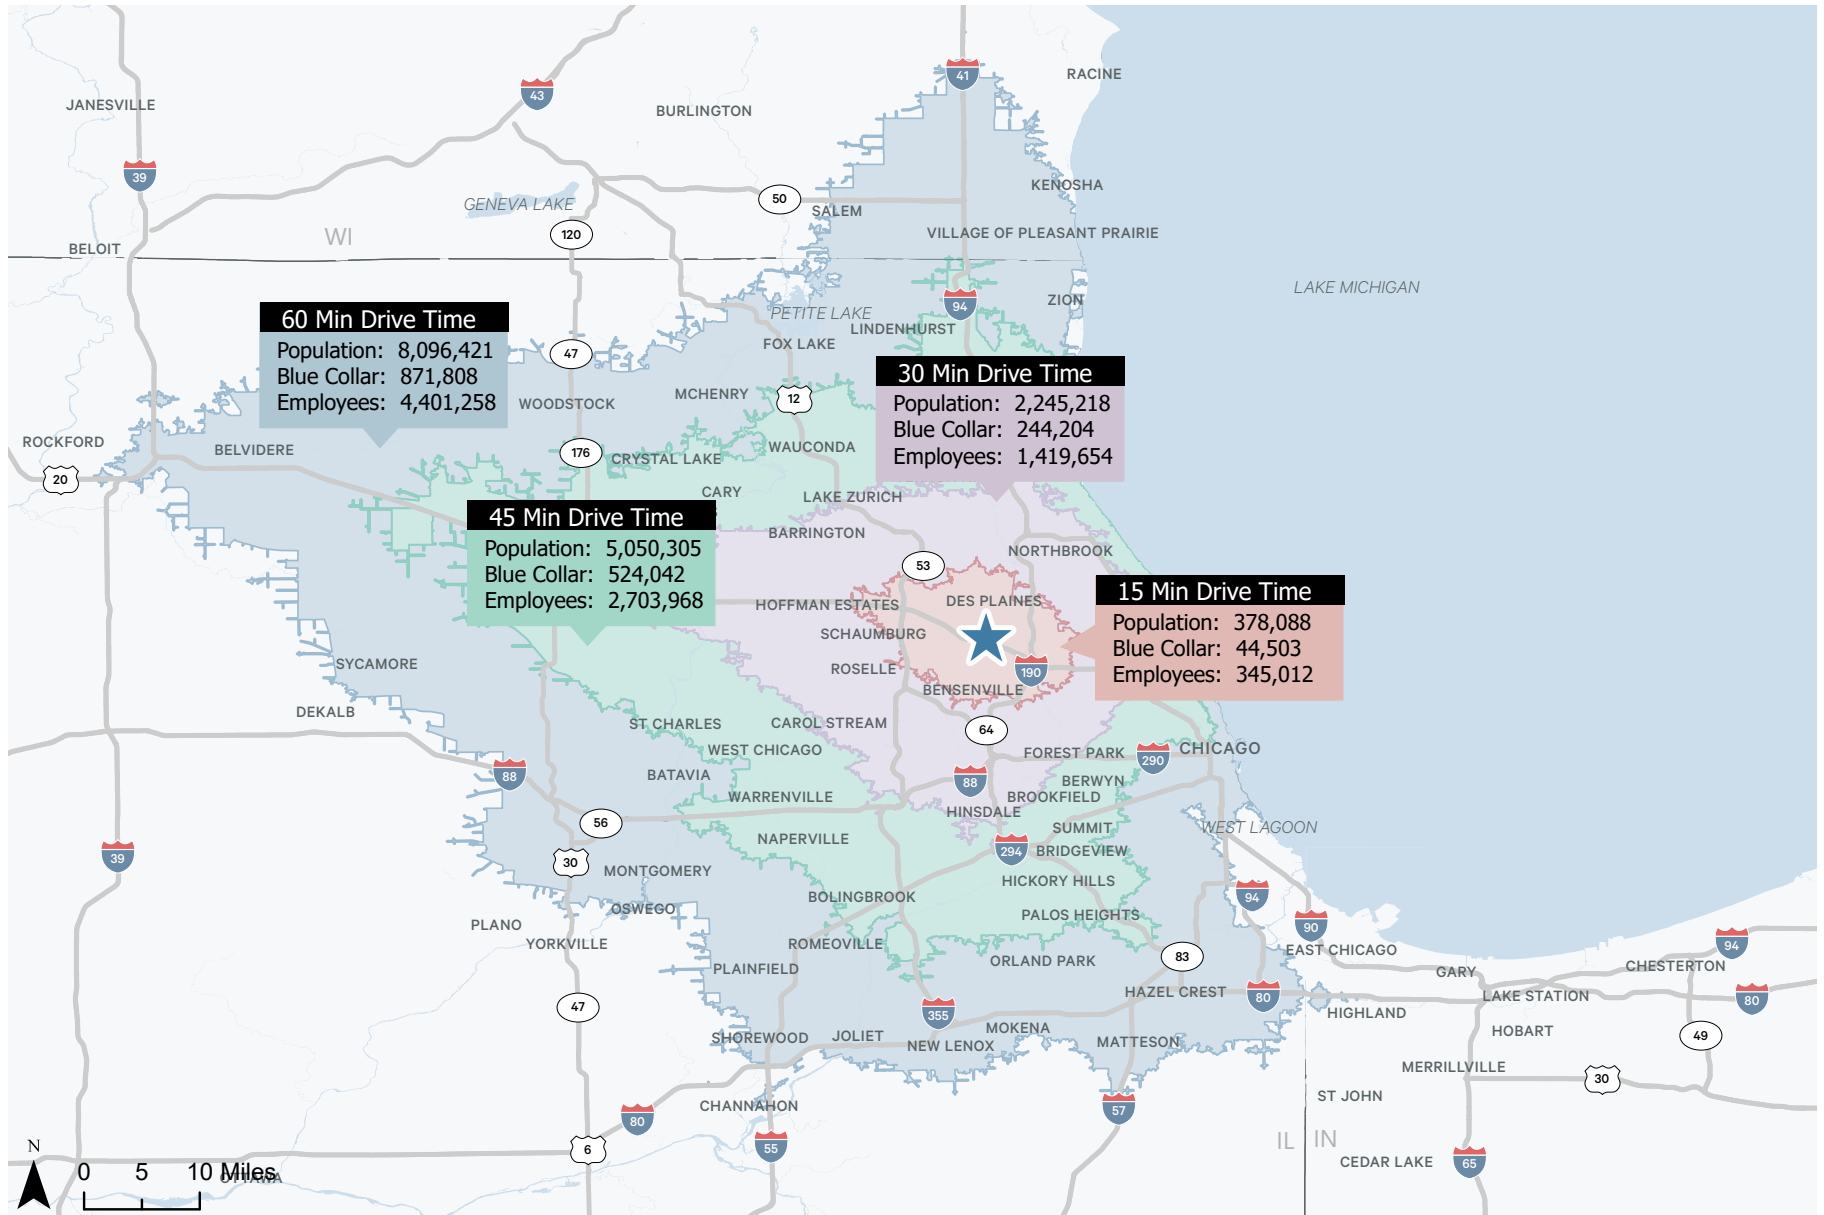 41
RACINE
43
JANESVILLE
BURLINGTON
39
KENOSHA
50
GENEVA LAKE
SALEM
120
WI
VILLAGE OF PLEASANT PRAIRIE
BELOIT
LAKE MICHIGAN
ZION
94
PETITE LAKE
LINDENHURST
FOX LAKE
60 Min Drive Time
Population: 8,096,421
Blue Collar: 871,808
Employees: 4,401,258
47
30 Min Drive Time
Population: 2,245,218
Blue Collar: 244,204
Employees: 1,419,654
MCHENRY
12
WOODSTOCK
ROCKFORD
BELVIDERE
WAUCONDA
176
CRYSTAL LAKE
20
CARY
LAKE ZURICH
45 Min Drive Time
Population: 5,050,305
Blue Collar: 524,042
Employees: 2,703,968
BARRINGTON
NORTHBROOK
53
15 Min Drive Time
Population: 378,088
Blue Collar: 44,503
Employees: 345,012
HOFFMAN ESTATES
DES PLAINES
SCHAUMBURG
ROSELLE
190
BENSENVILLE
SYCAMORE
DEKALB
ST CHARLES
CAROL STREAM
64
WEST CHICAGO
FOREST PARK
290
CHICAGO
88
BATAVIA
88
BERWYN
WARRENVILLE
BROOKFIELD
HINSDALE
56
SUMMIT
WEST LAGOON
NAPERVILLE
39
30
294
BRIDGEVIEW
MONTGOMERY
HICKORY HILLS
BOLINGBROOK
94
OSWEGO
PALOS HEIGHTS
PLANO
90
YORKVILLE
ROMEOVILLE
94
EAST CHICAGO
83
ORLAND PARK
PLAINFIELD
GARY
CHESTERTON
HAZEL CREST
80
LAKE STATION
80
47
355
HIGHLAND
MOKENA
HOBART
SHOREWOOD
JOLIET
NEW LENOX
MATTESON
49
MERRILLVILLE
30
ST JOHN
CHANNAHON
57
80
IL
IN
55
6
CEDAR LAKE
65
N
0 5 10 Miles
OTTAWA